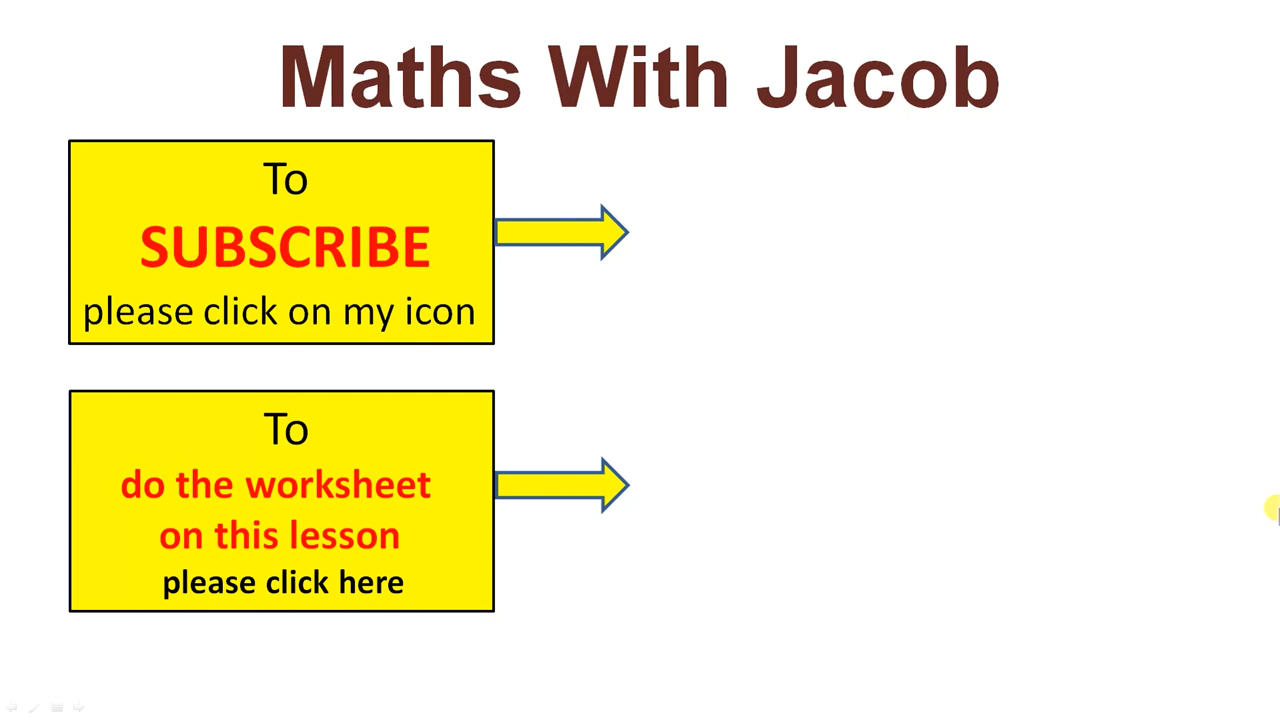 Maths With Jacob
To
SUBSCRIBE
please click on my icon
To
do the worksheet
on this lesson
please click here